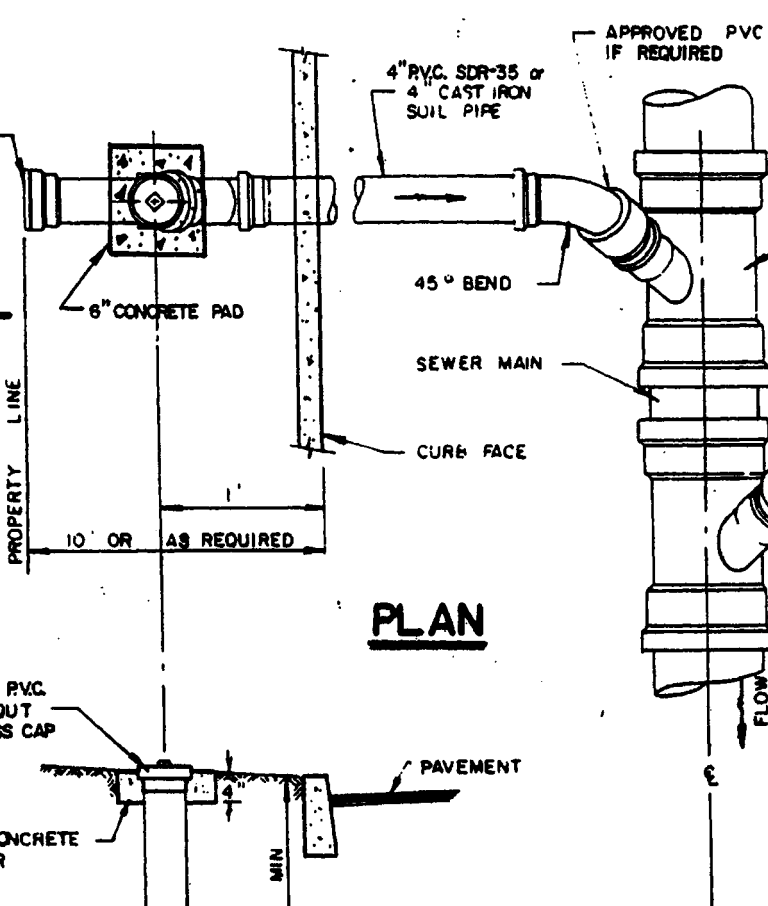 APPROVED PVC
IF REQUIRED
4" P.V.C. SDR-35 or
4" CAST IRON
SOIL PIPE
45° BEND
6" CONCRETE PAD
SEWER MAIN
CURB FACE
PROPERTY LINE
1'
10' OR AS REQUIRED
PLAN
P.V.C.
OUT
SS CAP
FLOW
PAVEMENT
4"
℄
ONCRETE
R
MIN